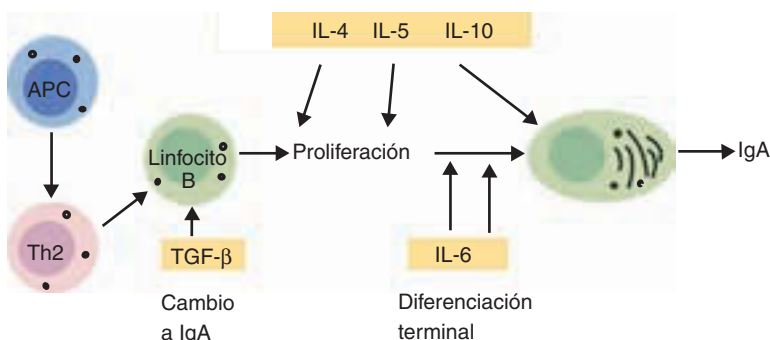 IL-4 IL-5 IL-10
APC
Linfocito
B
Proliferación
IgA
Th2
TGF-β
IL-6
Cambio
a IgA
Diferenciación
terminal